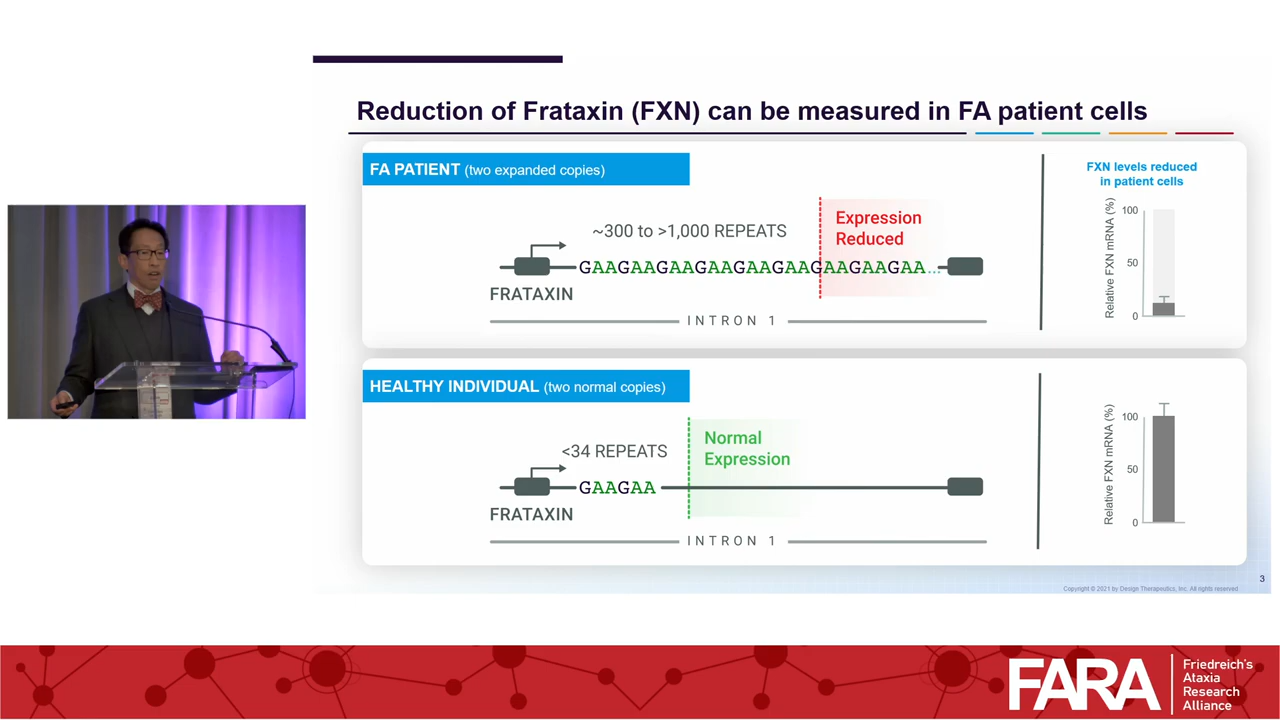 Reduction of Frataxin (FXN) can be measured in FA patient cells
FA PATIENT (two expanded copies)
~300 to >1,000 REPEATS
Expression
Reduced
GAAGAAGAAGAAGAAGAAGAAGAAGAA...
FRATAXIN
INTRON 1
FXN levels reduced
in patient cells
Relative FXN mRNA (%)
100
50
0
HEALTHY INDIVIDUAL (two normal copies)
<34 REPEATS
Normal
Expression
GAAGAA
FRATAXIN
INTRON 1
Relative FXN mRNA (%)
100
50
0
3
Copyright © 2021 by Design Therapeutics, Inc. All rights reserved
FARA
Friedreich's
Ataxia
Research
Alliance